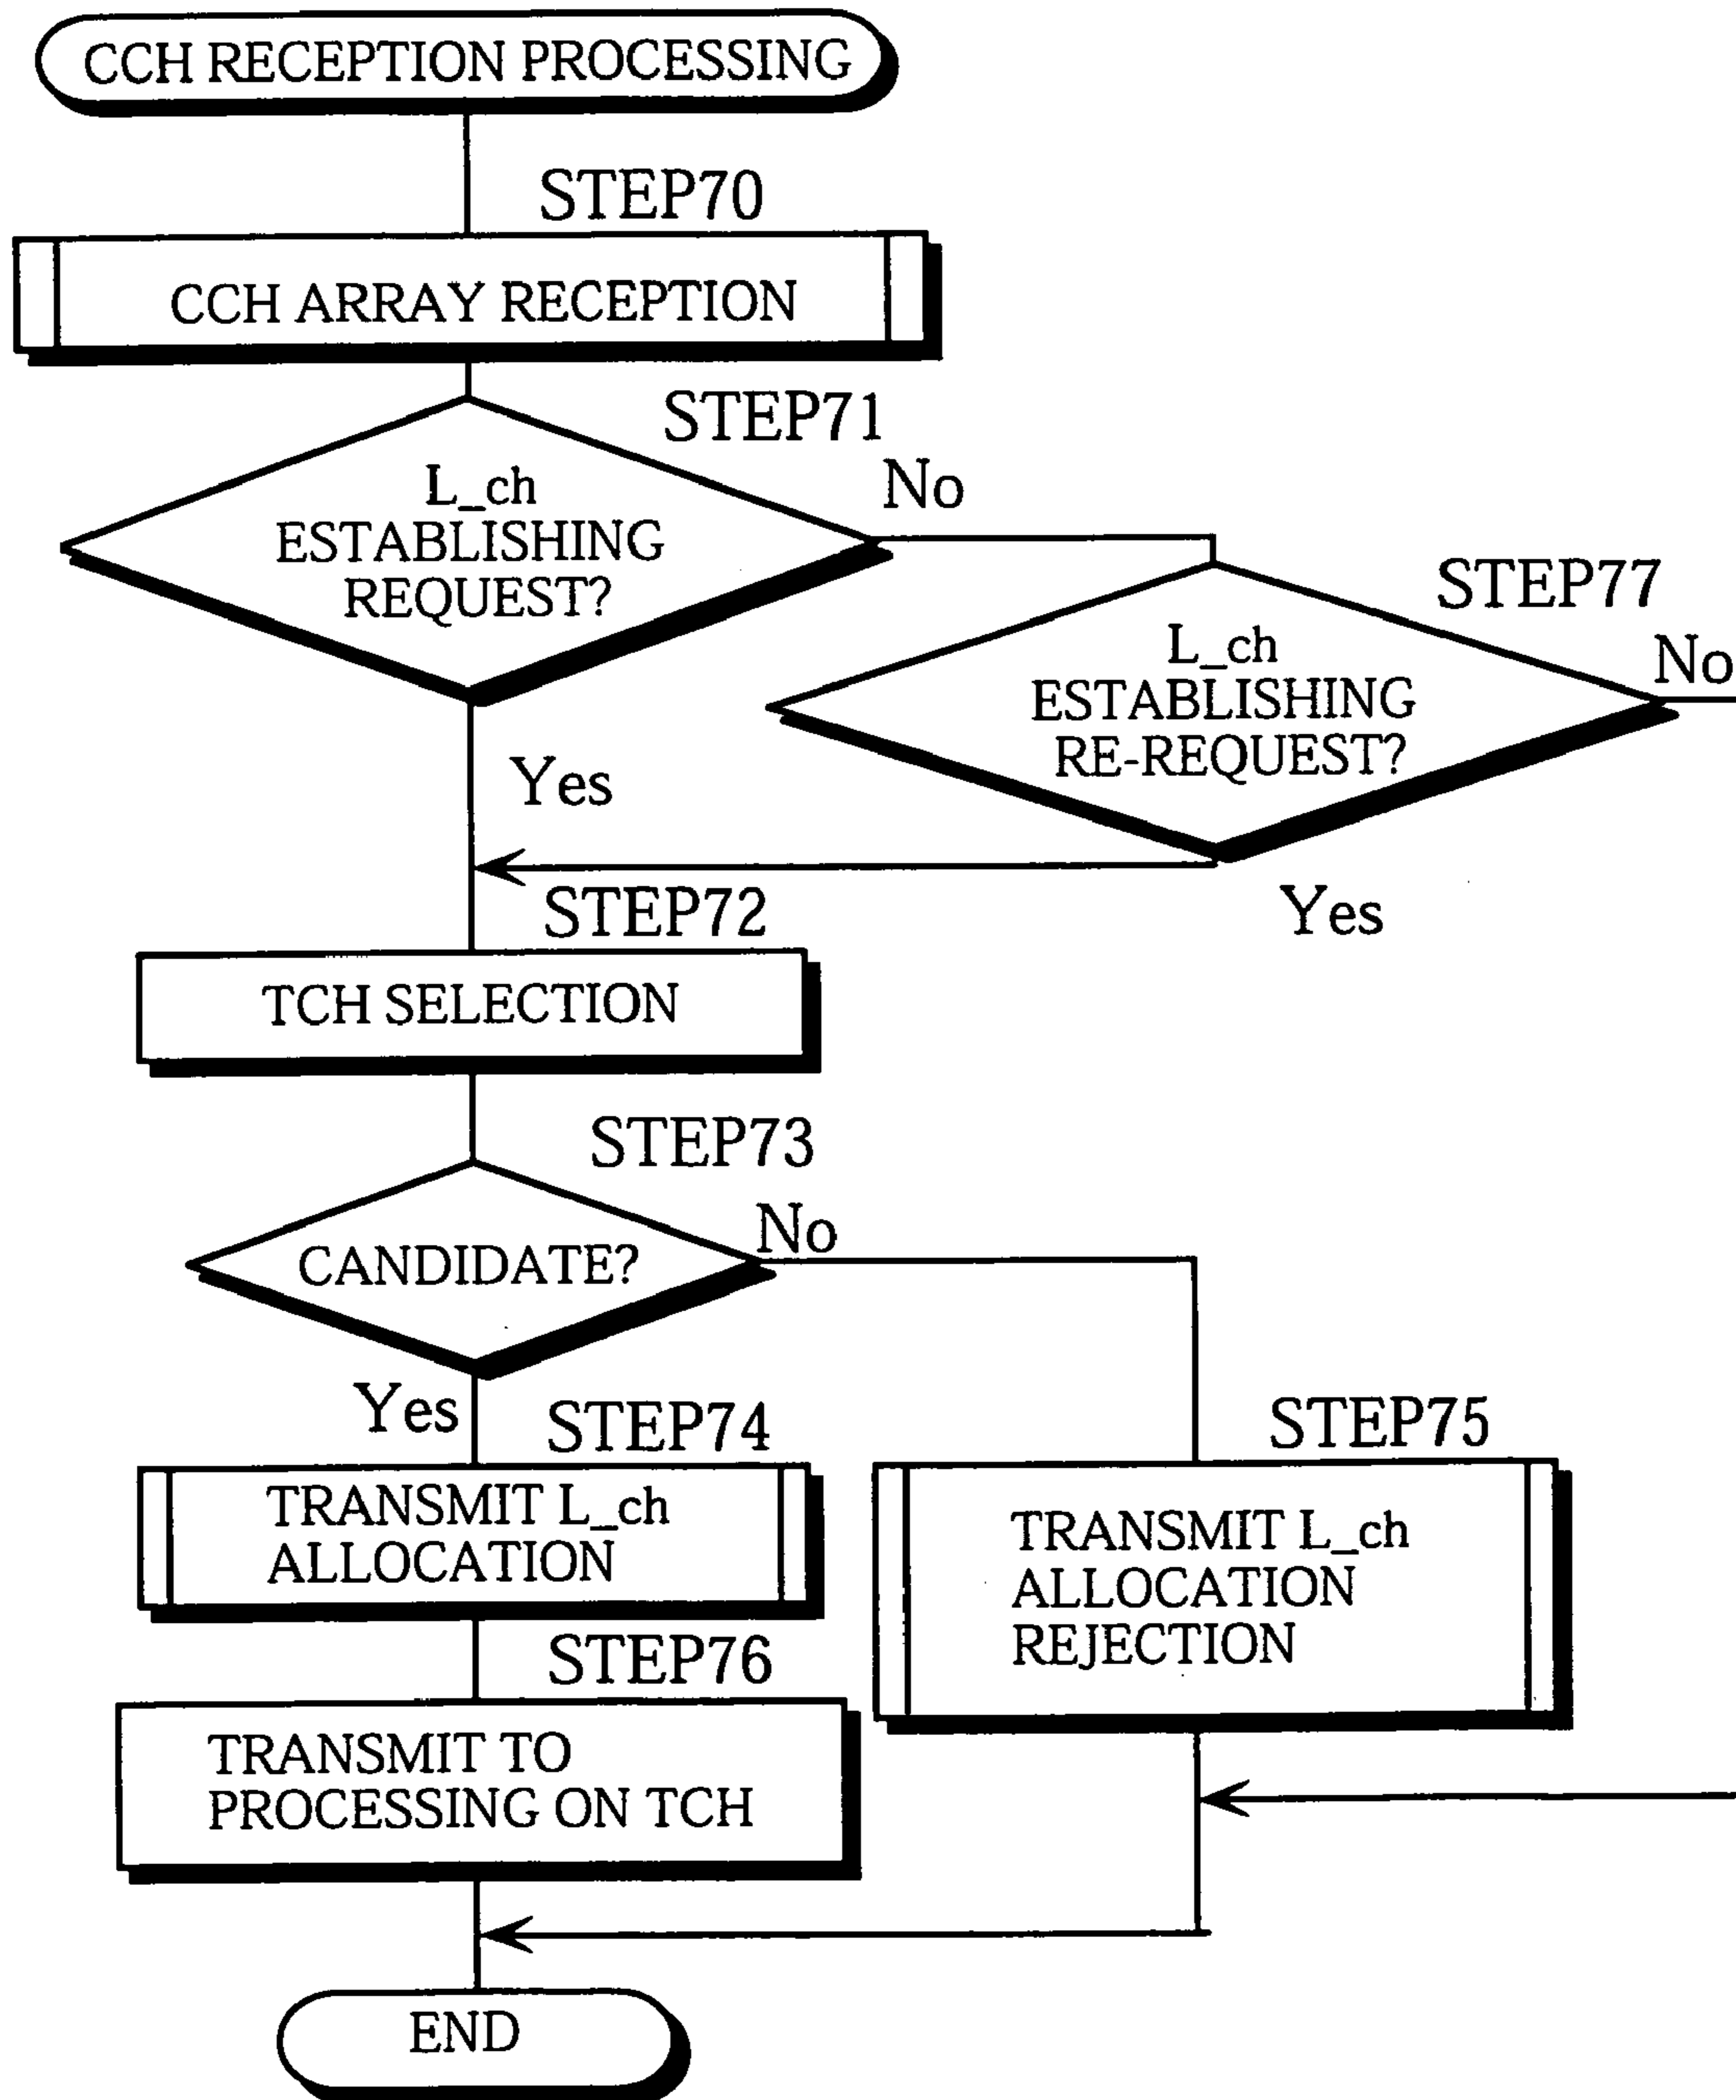 CCH RECEPTION PROCESSING
STEP70
CCH ARRAY RECEPTION
STEP71
L_ch
ESTABLISHING
REQUEST?
No
STEP77
L_ch
ESTABLISHING
RE-REQUEST?
No
Yes
Yes
STEP72
TCH SELECTION
STEP73
CANDIDATE?
No
Yes
STEP74
TRANSMIT L_ch
ALLOCATION
STEP75
TRANSMIT L_ch
ALLOCATION
REJECTION
STEP76
TRANSMIT TO
PROCESSING ON TCH
END